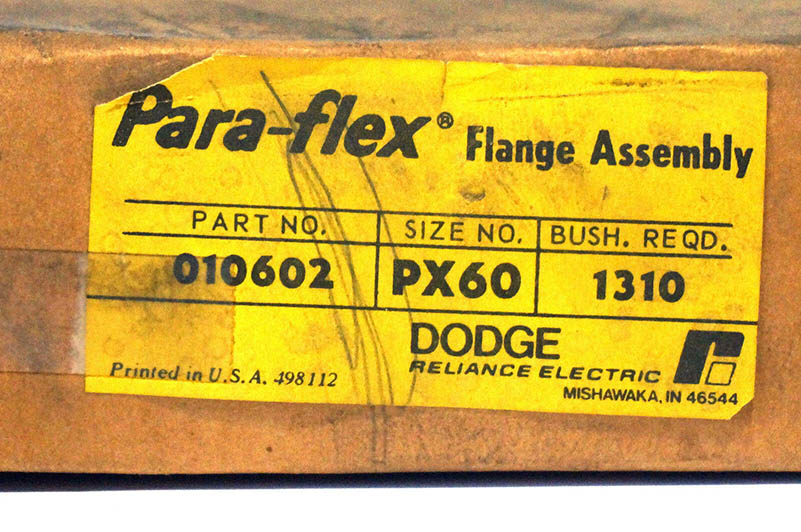 Para-flex® Flange Assembly
PART NO. SIZE NO. BUSH. REQD.
010602 PX60 1310
DODGE
RELIANCE ELECTRIC
MISHAWAKA, IN 46544
Printed in U.S.A. 498112